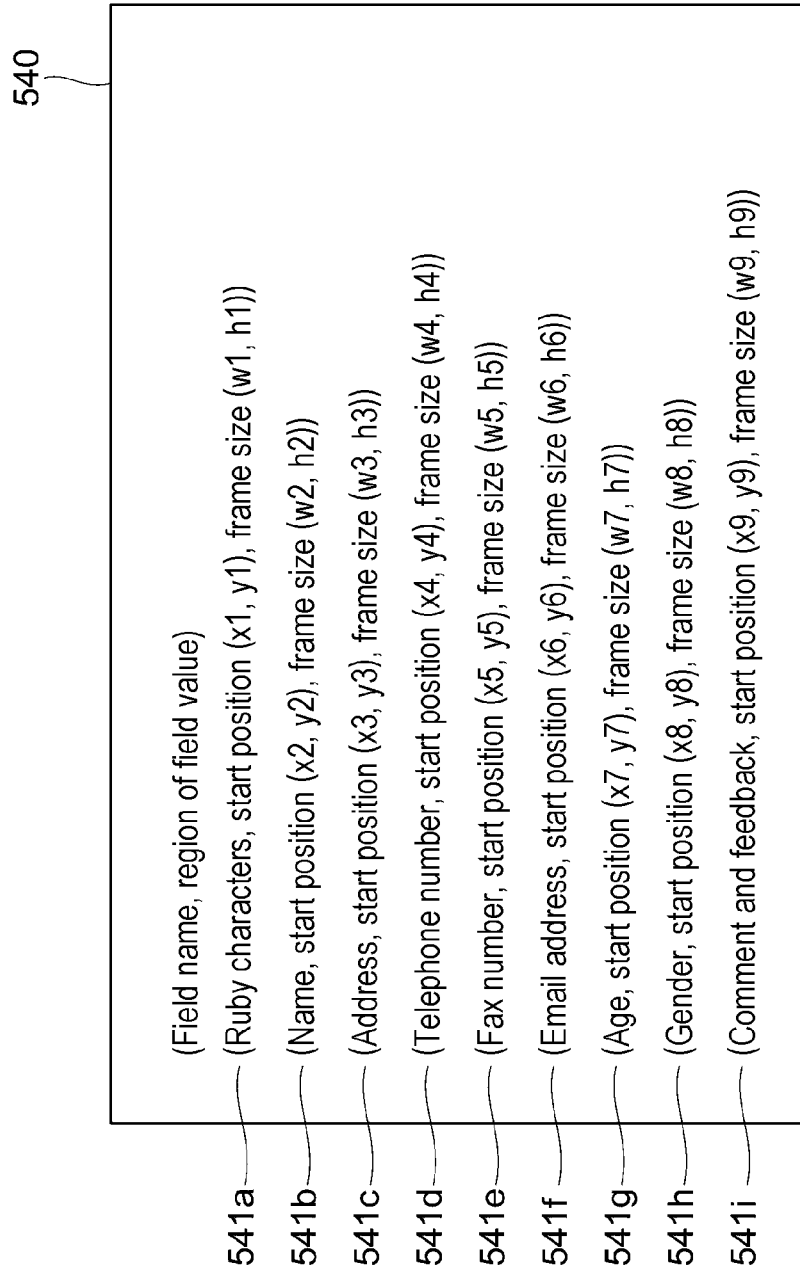 540
(Field name, region of field value)
541a (Ruby characters, start position (x1, y1), frame size (w1, h1))
541b (Name, start position (x2, y2), frame size (w2, h2))
541c (Address, start position (x3, y3), frame size (w3, h3))
541d (Telephone number, start position (x4, y4), frame size (w4, h4))
541e (Fax number, start position (x5, y5), frame size (w5, h5))
541f (Email address, start position (x6, y6), frame size (w6, h6))
541g (Age, start position (x7, y7), frame size (w7, h7))
541h (Gender, start position (x8, y8), frame size (w8, h8))
541i (Comment and feedback, start position (x9, y9), frame size (w9, h9))